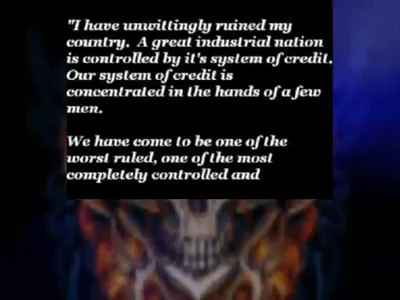 "I have unwittingly ruined my
country. A great industrial nation
is controlled by it's system of credit.
Our system of credit is
concentrated in the hands of a few
men.
We have come to be one of the
worst ruled, one of the most
completely controlled and